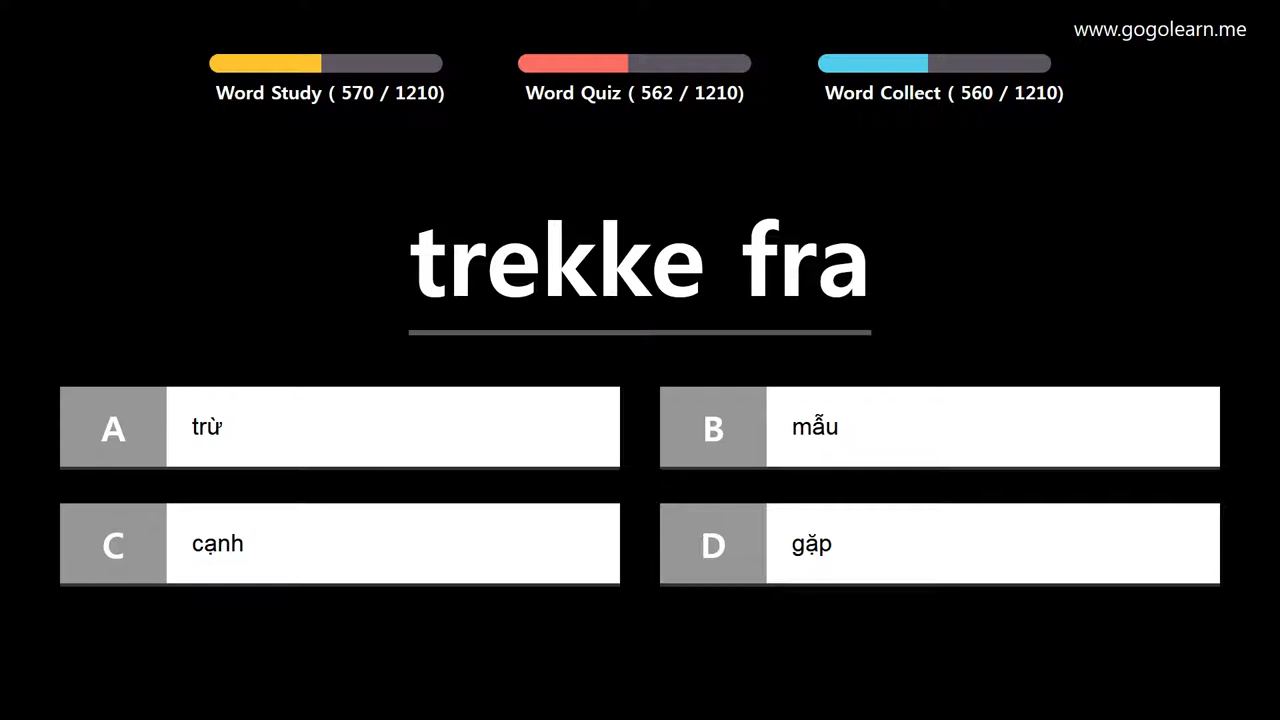 www.gogolearn.me
Word Study ( 570 / 1210)
Word Quiz ( 562 / 1210)
Word Collect ( 560 / 1210)
trekke fra
A trừ
B mẫu
C cạnh
D gặp